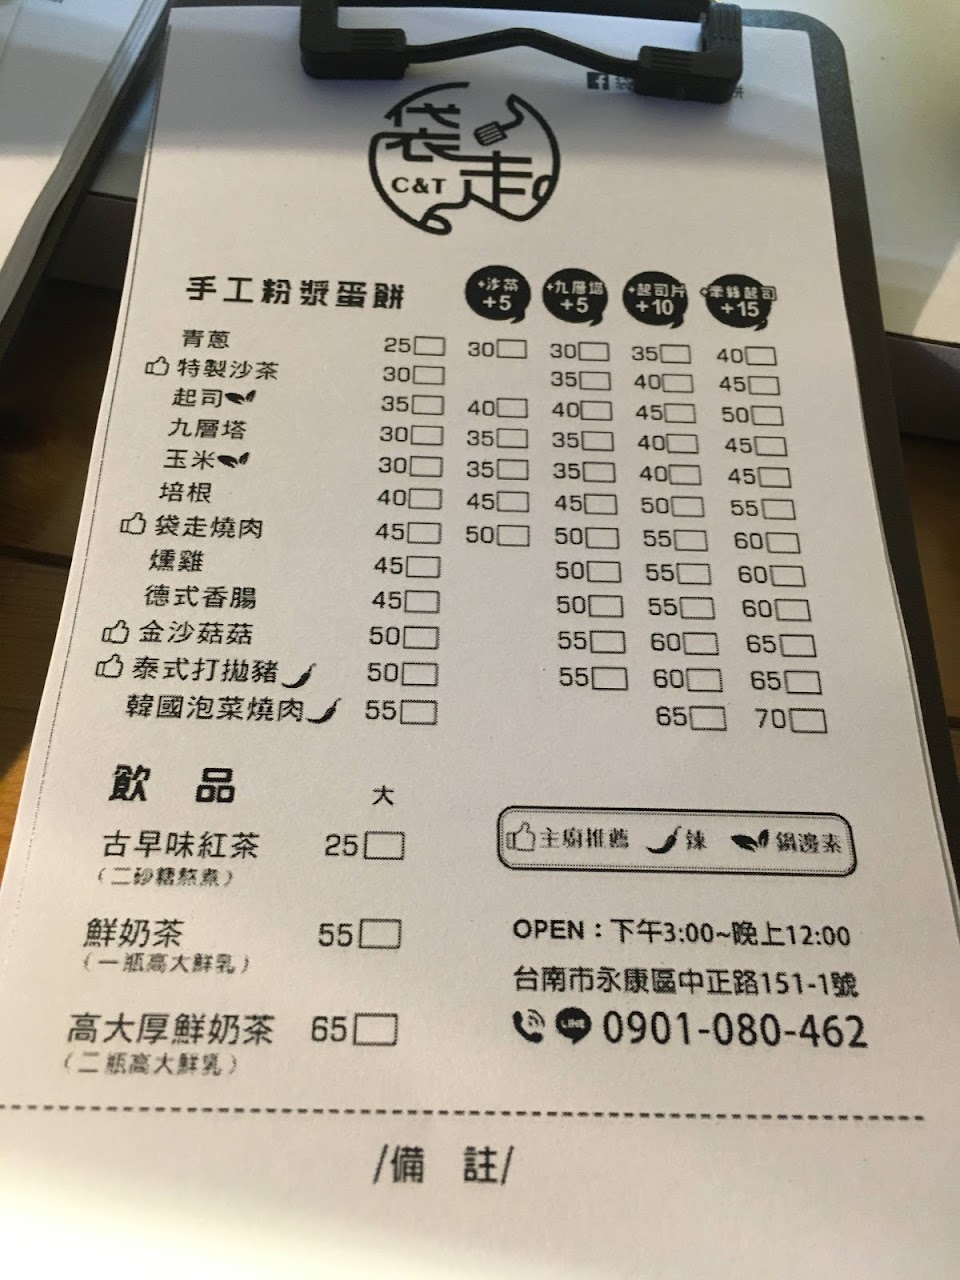 袋走
C&T
手工粉漿蛋餅 +沙茶+5 +九層塔+5 +起司片+10 +牽絲起司+15
青蔥 25 30 30 35 40
特製沙茶 30 35 40 45
起司 35 40 40 45 50
九層塔 30 35 35 40 45
玉米 30 35 35 40 45
培根 40 45 45 50 55
袋走燒肉 45 50 50 55 60
燻雞 45 50 55 60
德式香腸 45 50 55 60
金沙菇菇 50 55 60 65
泰式打拋豬 50 55 60 65
韓國泡菜燒肉 55 65 70
飲品 大
古早味紅茶 25
(二砂糖熬煮)
鮮奶茶 55
(一瓶高大鮮乳)
高大厚鮮奶茶 65
(二瓶高大鮮乳)
主廚推薦 辣 鍋邊素
OPEN：下午3:00~晚上12:00
台南市永康區中正路151-1號
LINE 0901-080-462
/備 註/